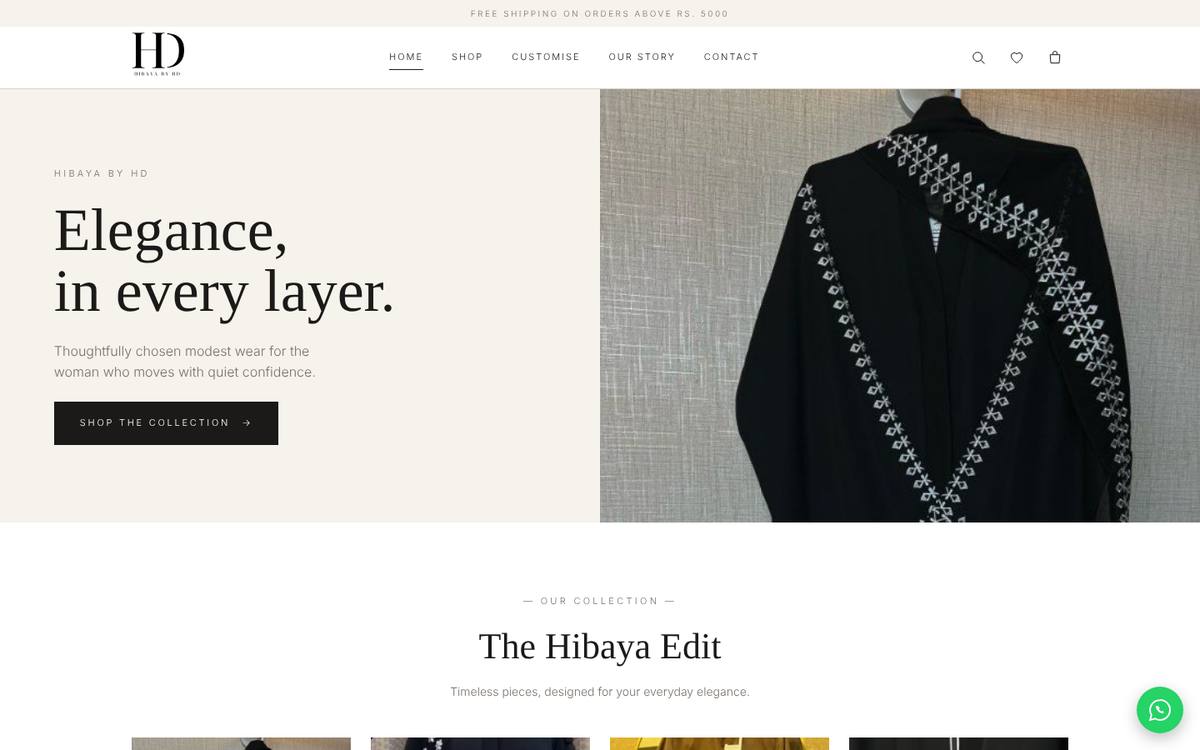 FREE SHIPPING ON ORDERS ABOVE RS. 5000
HD
HIBAYA BY HD
HOME
SHOP
CUSTOMISE
OUR STORY
CONTACT
HIBAYA BY HD
Elegance,
in every layer.
Thoughtfully chosen modest wear for the
woman who moves with quiet confidence.
SHOP THE COLLECTION →
— OUR COLLECTION —
The Hibaya Edit
Timeless pieces, designed for your everyday elegance.